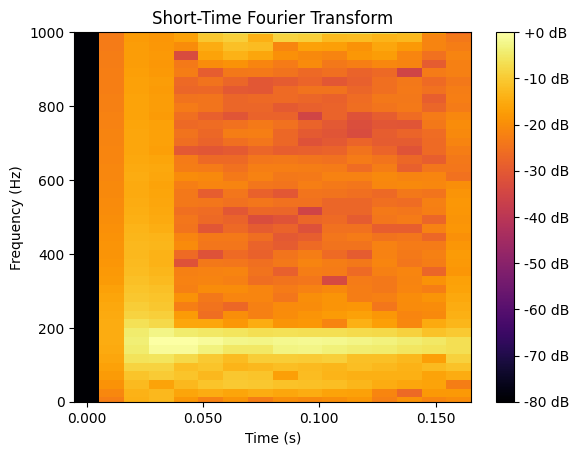 Short-Time Fourier Transform
1000
800
600
400
200
0
Frequency (Hz)
0.000
0.050
0.100
0.150
Time (s)
+0 dB
-10 dB
-20 dB
-30 dB
-40 dB
-50 dB
-60 dB
-70 dB
-80 dB